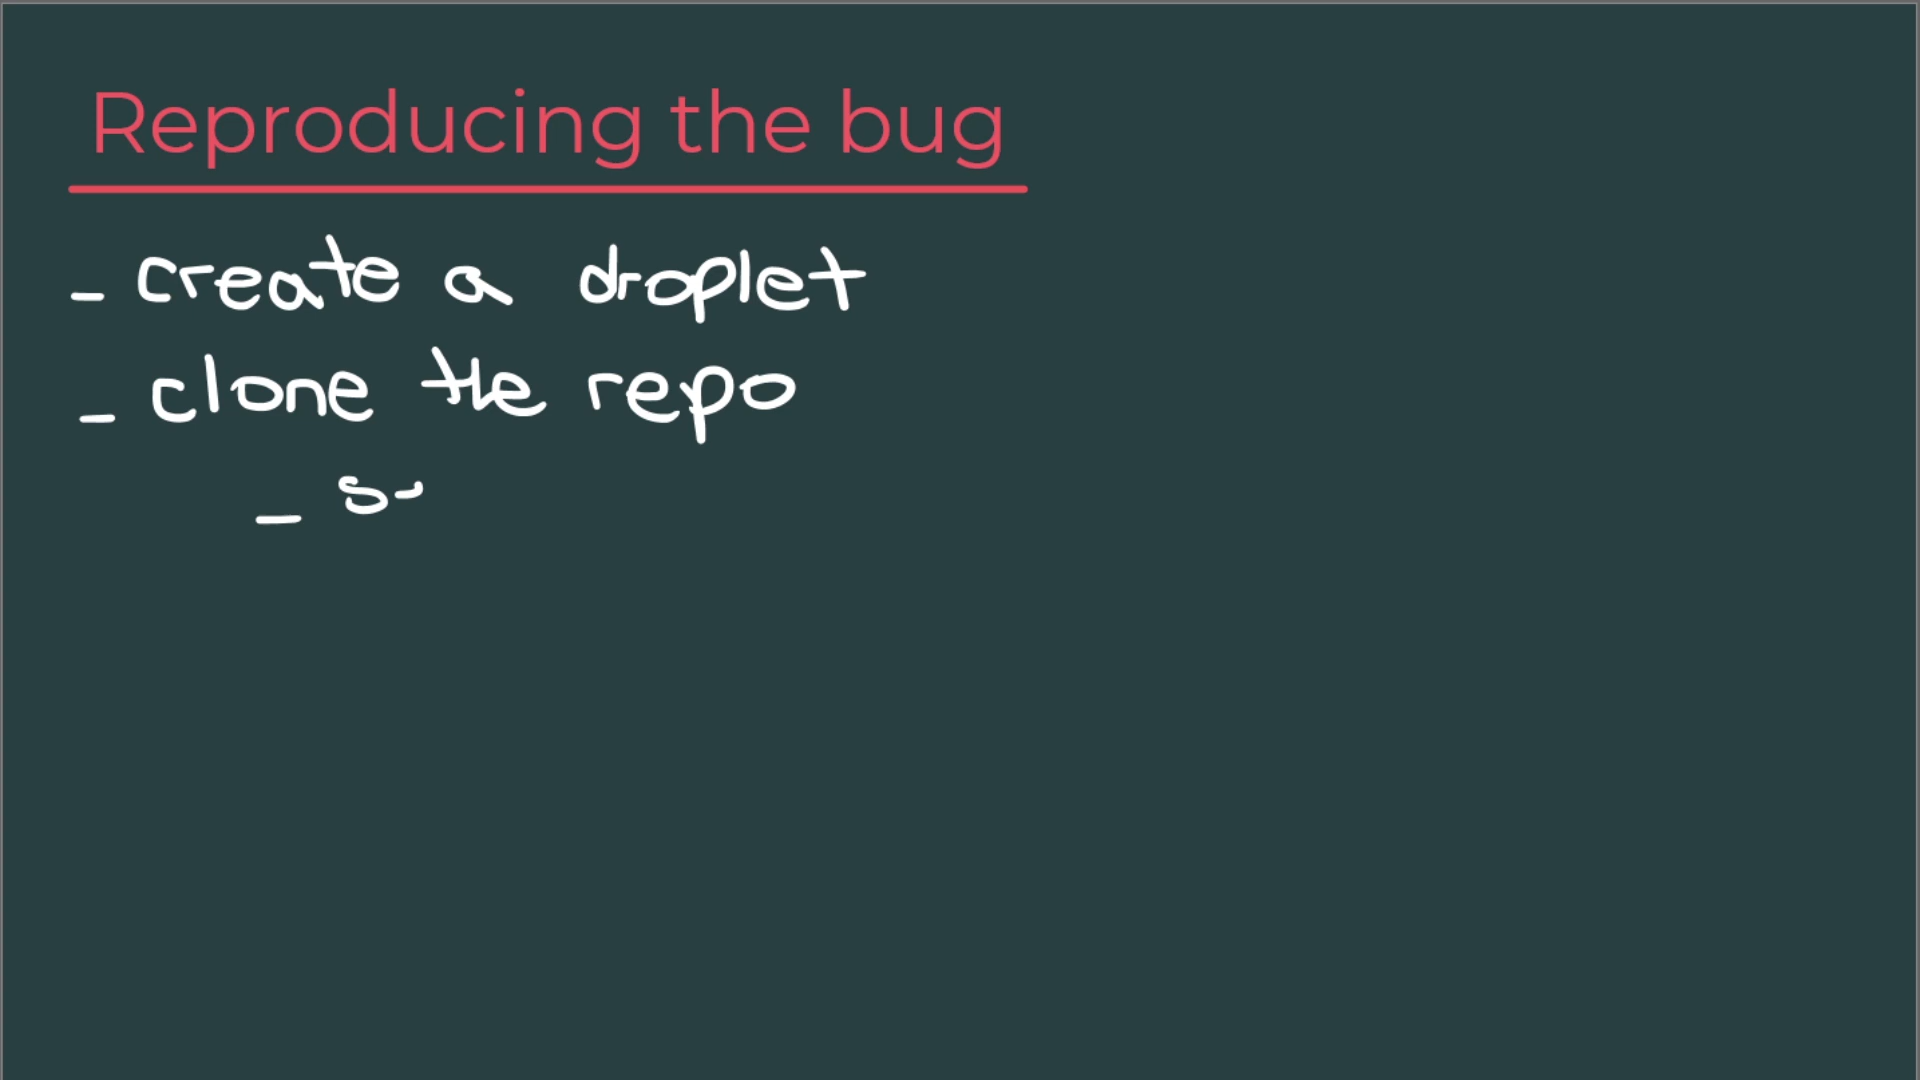 Reproducing the bug
- create a droplet
- clone the repo
- s